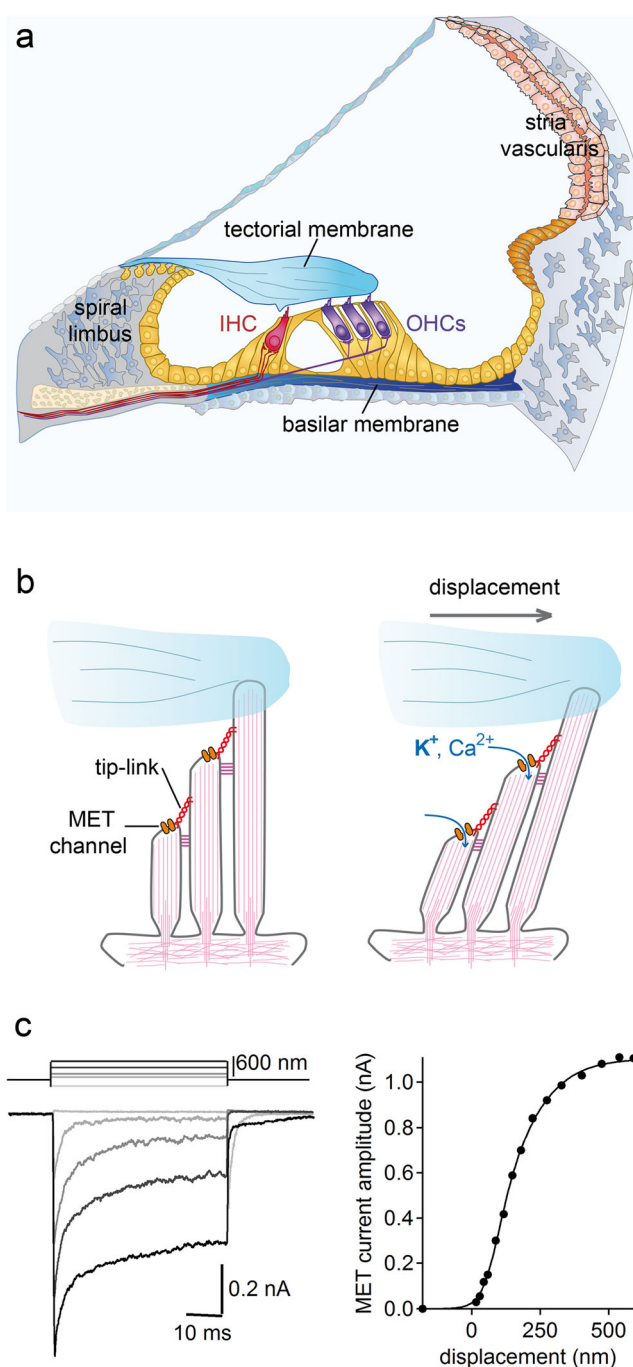 a
stria
vascularis
tectorial membrane
spiral
limbus
IHC
OHCs
basilar membrane
b
displacement
K⁺, Ca²⁺
tip-link
MET
channel
c
600 nm
0.2 nA
10 ms
MET current amplitude (nA)
1.0
0.8
0.6
0.4
0.2
0.0
0
250
500
displacement (nm)